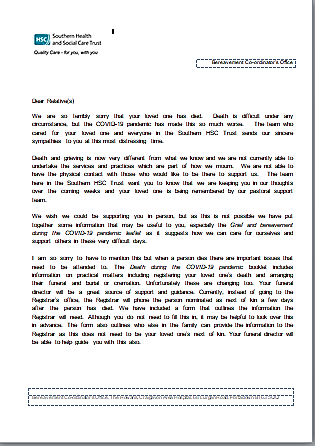 HSC
Southern Health
and Social Care Trust
Quality Care - for you, with you
Bereavement Co-ordinator's Office
Dear Relative(s)
We are so terribly sorry that your loved one has died. Death is difficult under any
circumstance, but the COVID-19 pandemic has made this so much worse. The team who
cared for your loved one and everyone in the Southern HSC Trust sends our sincere
sympathies to you at this most distressing time.
Death and grieving is now very different from what we know and we are not currently able to
undertake the services and practices which are part of how we mourn. We are not able to
have the physical contact with those who would like to be there to support us. The team
here in the Southern HSC Trust want you to know that we are keeping you in our thoughts
over the coming weeks and your loved one is being remembered by our pastoral support
team.
We wish we could be supporting you in person, but as this is not possible we have put
together some information that may be useful to you, especially the Grief and bereavement
during the COVID-19 pandemic leaflet as it suggests how we can care for ourselves and
support others in these very difficult days.
I am so sorry to have to mention this but when a person dies there are important issues that
need to be attended to. The Death during the COVID-19 pandemic booklet includes
information on practical matters including registering your loved one's death and arranging
their funeral and burial or cremation. Unfortunately these are changing too. Your funeral
director will be a great source of support and guidance. Currently, instead of going to the
Registrar's office, the Registrar will phone the person nominated as next of kin a few days
after the person has died. We have included a form that outlines the information the
Registrar will need. Although you do not need to fill this in, it may be helpful to look over this
in advance. The form also outlines who else in the family can provide the information to the
Registrar as this does not need to be your loved one's next of kin. Your funeral director will
be able to help guide you with this also.